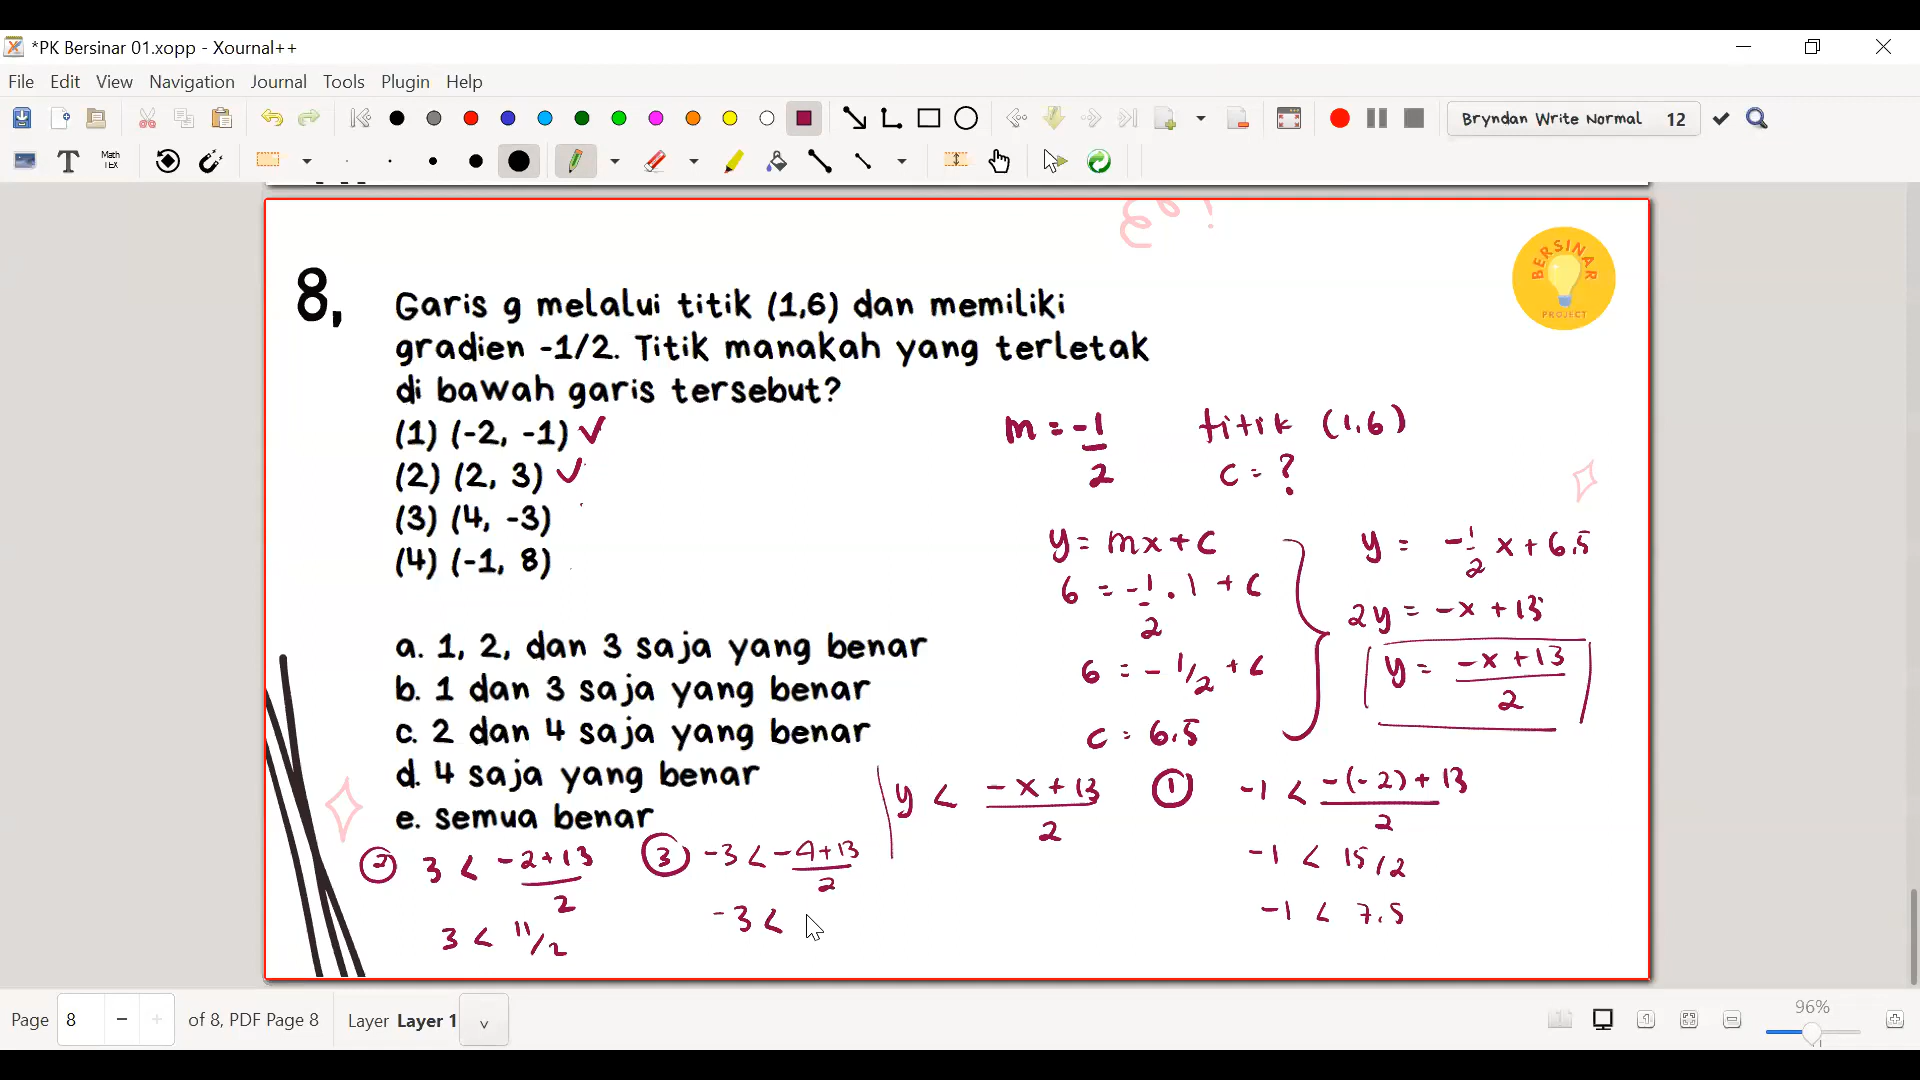 *PK Bersinar 01.xopp - Xournal++
File Edit View Navigation Journal Tools Plugin Help
Bryndan Write Normal 12
T Math TEX
BERSINAR PROJECT
8,
Garis g melalui titik (1,6) dan memiliki
gradien -1/2. Titik manakah yang terletak
di bawah garis tersebut?
(1) (-2, -1) ✓
(2) (2, 3) ✓
(3) (4, -3)
(4) (-1, 8)
a. 1, 2, dan 3 saja yang benar
b. 1 dan 3 saja yang benar
c. 2 dan 4 saja yang benar
d. 4 saja yang benar
e. semua benar
m = -1/2 titik (1,6)
c = ?
y = mx + c
6 = -1/2 . 1 + c
6 = -1/2 + c
c = 6.5
y = -1/2 x + 6.5
2y = -x + 13
y = (-x + 13)/2
y < (-x + 13)/2
① -1 < (-(-2) + 13)/2
-1 < 15/2
-1 < 7.5
② 3 < (-2+13)/2
3 < 11/2
③ -3 < (-4+13)/2
-3 <
Page 8 of 8, PDF Page 8 Layer Layer 1 96%